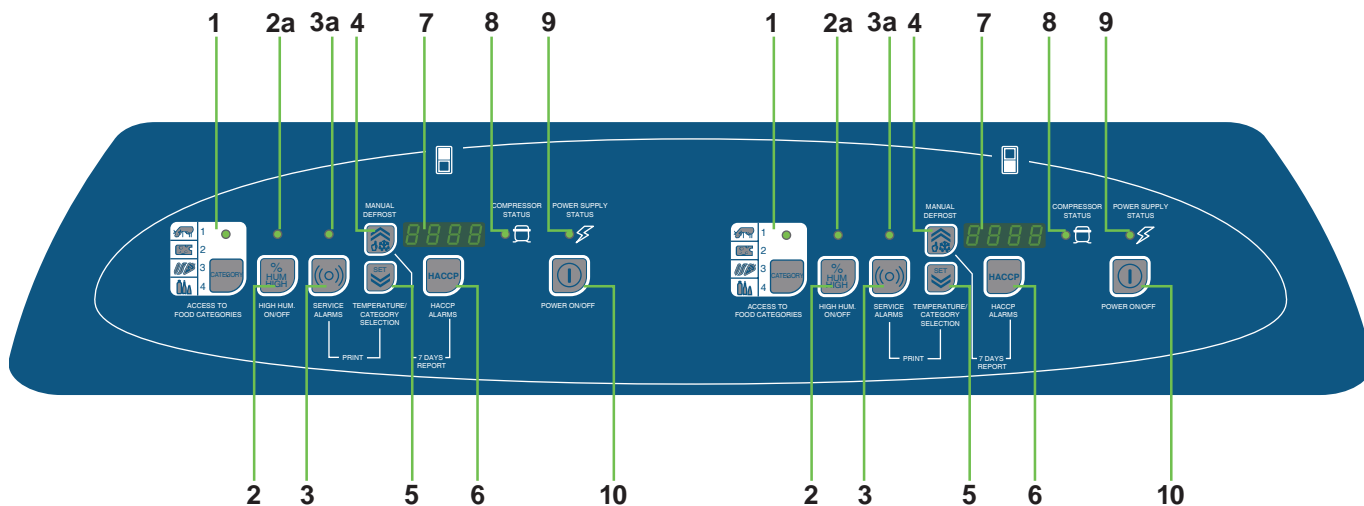 1 2a 3a 4 7 8 9 1 2a 3a 4 7 8 9
MANUAL
DEFROST
COMPRESSOR
STATUS
POWER SUPPLY
STATUS
1
2
3
4
CATEGORY
%
HUM
HIGH
SET
8888
HACCP
ACCESS TO
FOOD CATEGORIES
HIGH HUM.
ON/OFF
SERVICE
ALARMS
TEMPERATURE/
CATEGORY
SELECTION
HACCP
ALARMS
POWER ON/OFF
PRINT
7 DAYS
REPORT
MANUAL
DEFROST
COMPRESSOR
STATUS
POWER SUPPLY
STATUS
1
2
3
4
CATEGORY
%
HUM
HIGH
SET
8888
HACCP
ACCESS TO
FOOD CATEGORIES
HIGH HUM.
ON/OFF
SERVICE
ALARMS
TEMPERATURE/
CATEGORY
SELECTION
HACCP
ALARMS
POWER ON/OFF
PRINT
7 DAYS
REPORT
2 3 5 6 10 2 3 5 6 10